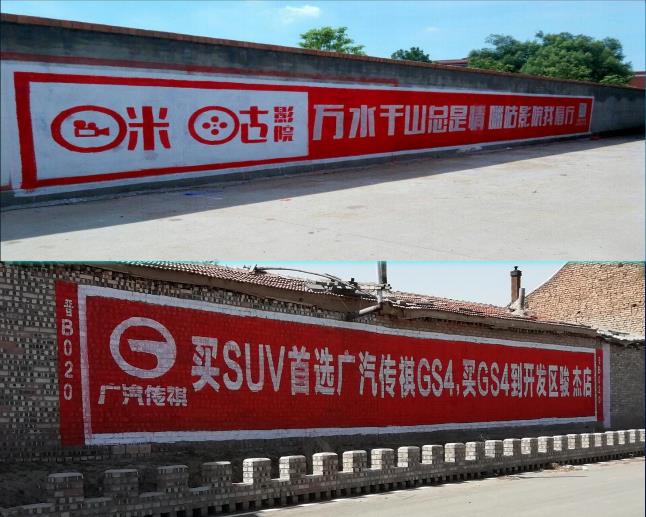 咪咕影院
万水千山总是情 咪咕影院我意行
晋B020
广汽传祺
买SUV首选广汽传祺GS4,买GS4到开发区骏杰店